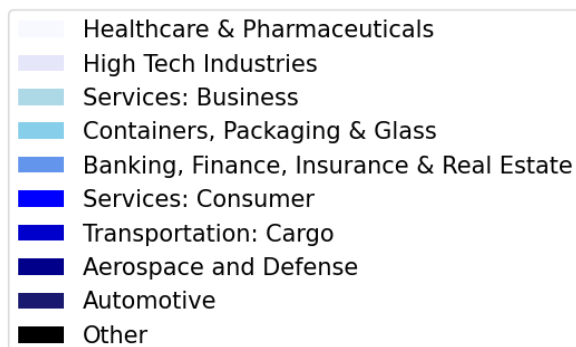 Healthcare & Pharmaceuticals
High Tech Industries
Services: Business
Containers, Packaging & Glass
Banking, Finance, Insurance & Real Estate
Services: Consumer
Transportation: Cargo
Aerospace and Defense
Automotive
Other